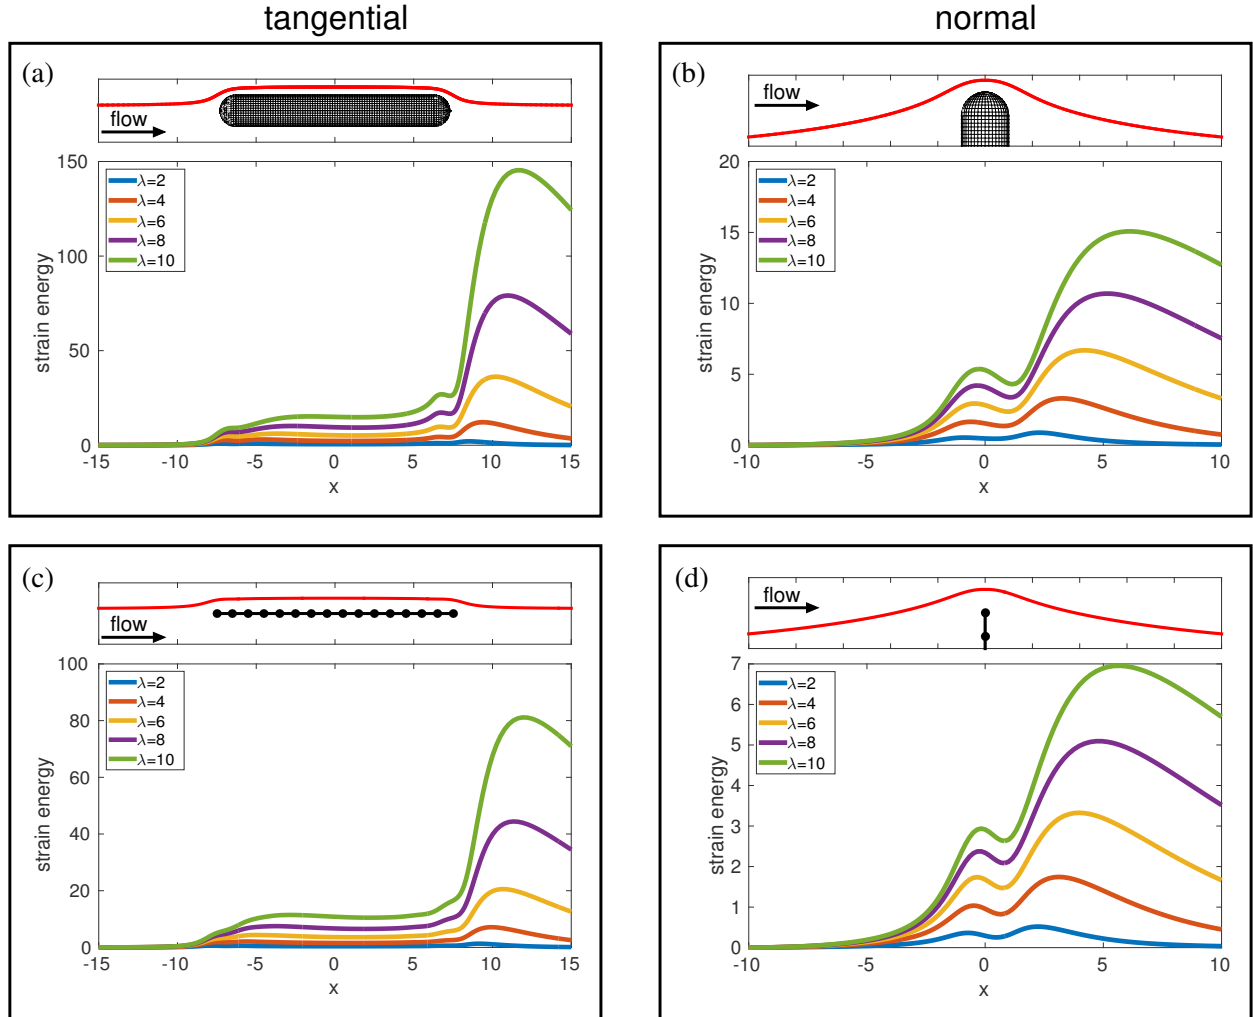 tangential
normal
(a)
flow
150
100
50
0
strain energy
λ=2
λ=4
λ=6
λ=8
λ=10
-15 -10 -5 0 5 10 15
x
(b)
flow
20
15
10
5
0
strain energy
λ=2
λ=4
λ=6
λ=8
λ=10
-10 -5 0 5 10
x
(c)
flow
100
80
60
40
20
0
strain energy
λ=2
λ=4
λ=6
λ=8
λ=10
-15 -10 -5 0 5 10 15
x
(d)
flow
7
6
5
4
3
2
1
0
strain energy
λ=2
λ=4
λ=6
λ=8
λ=10
-10 -5 0 5 10
x